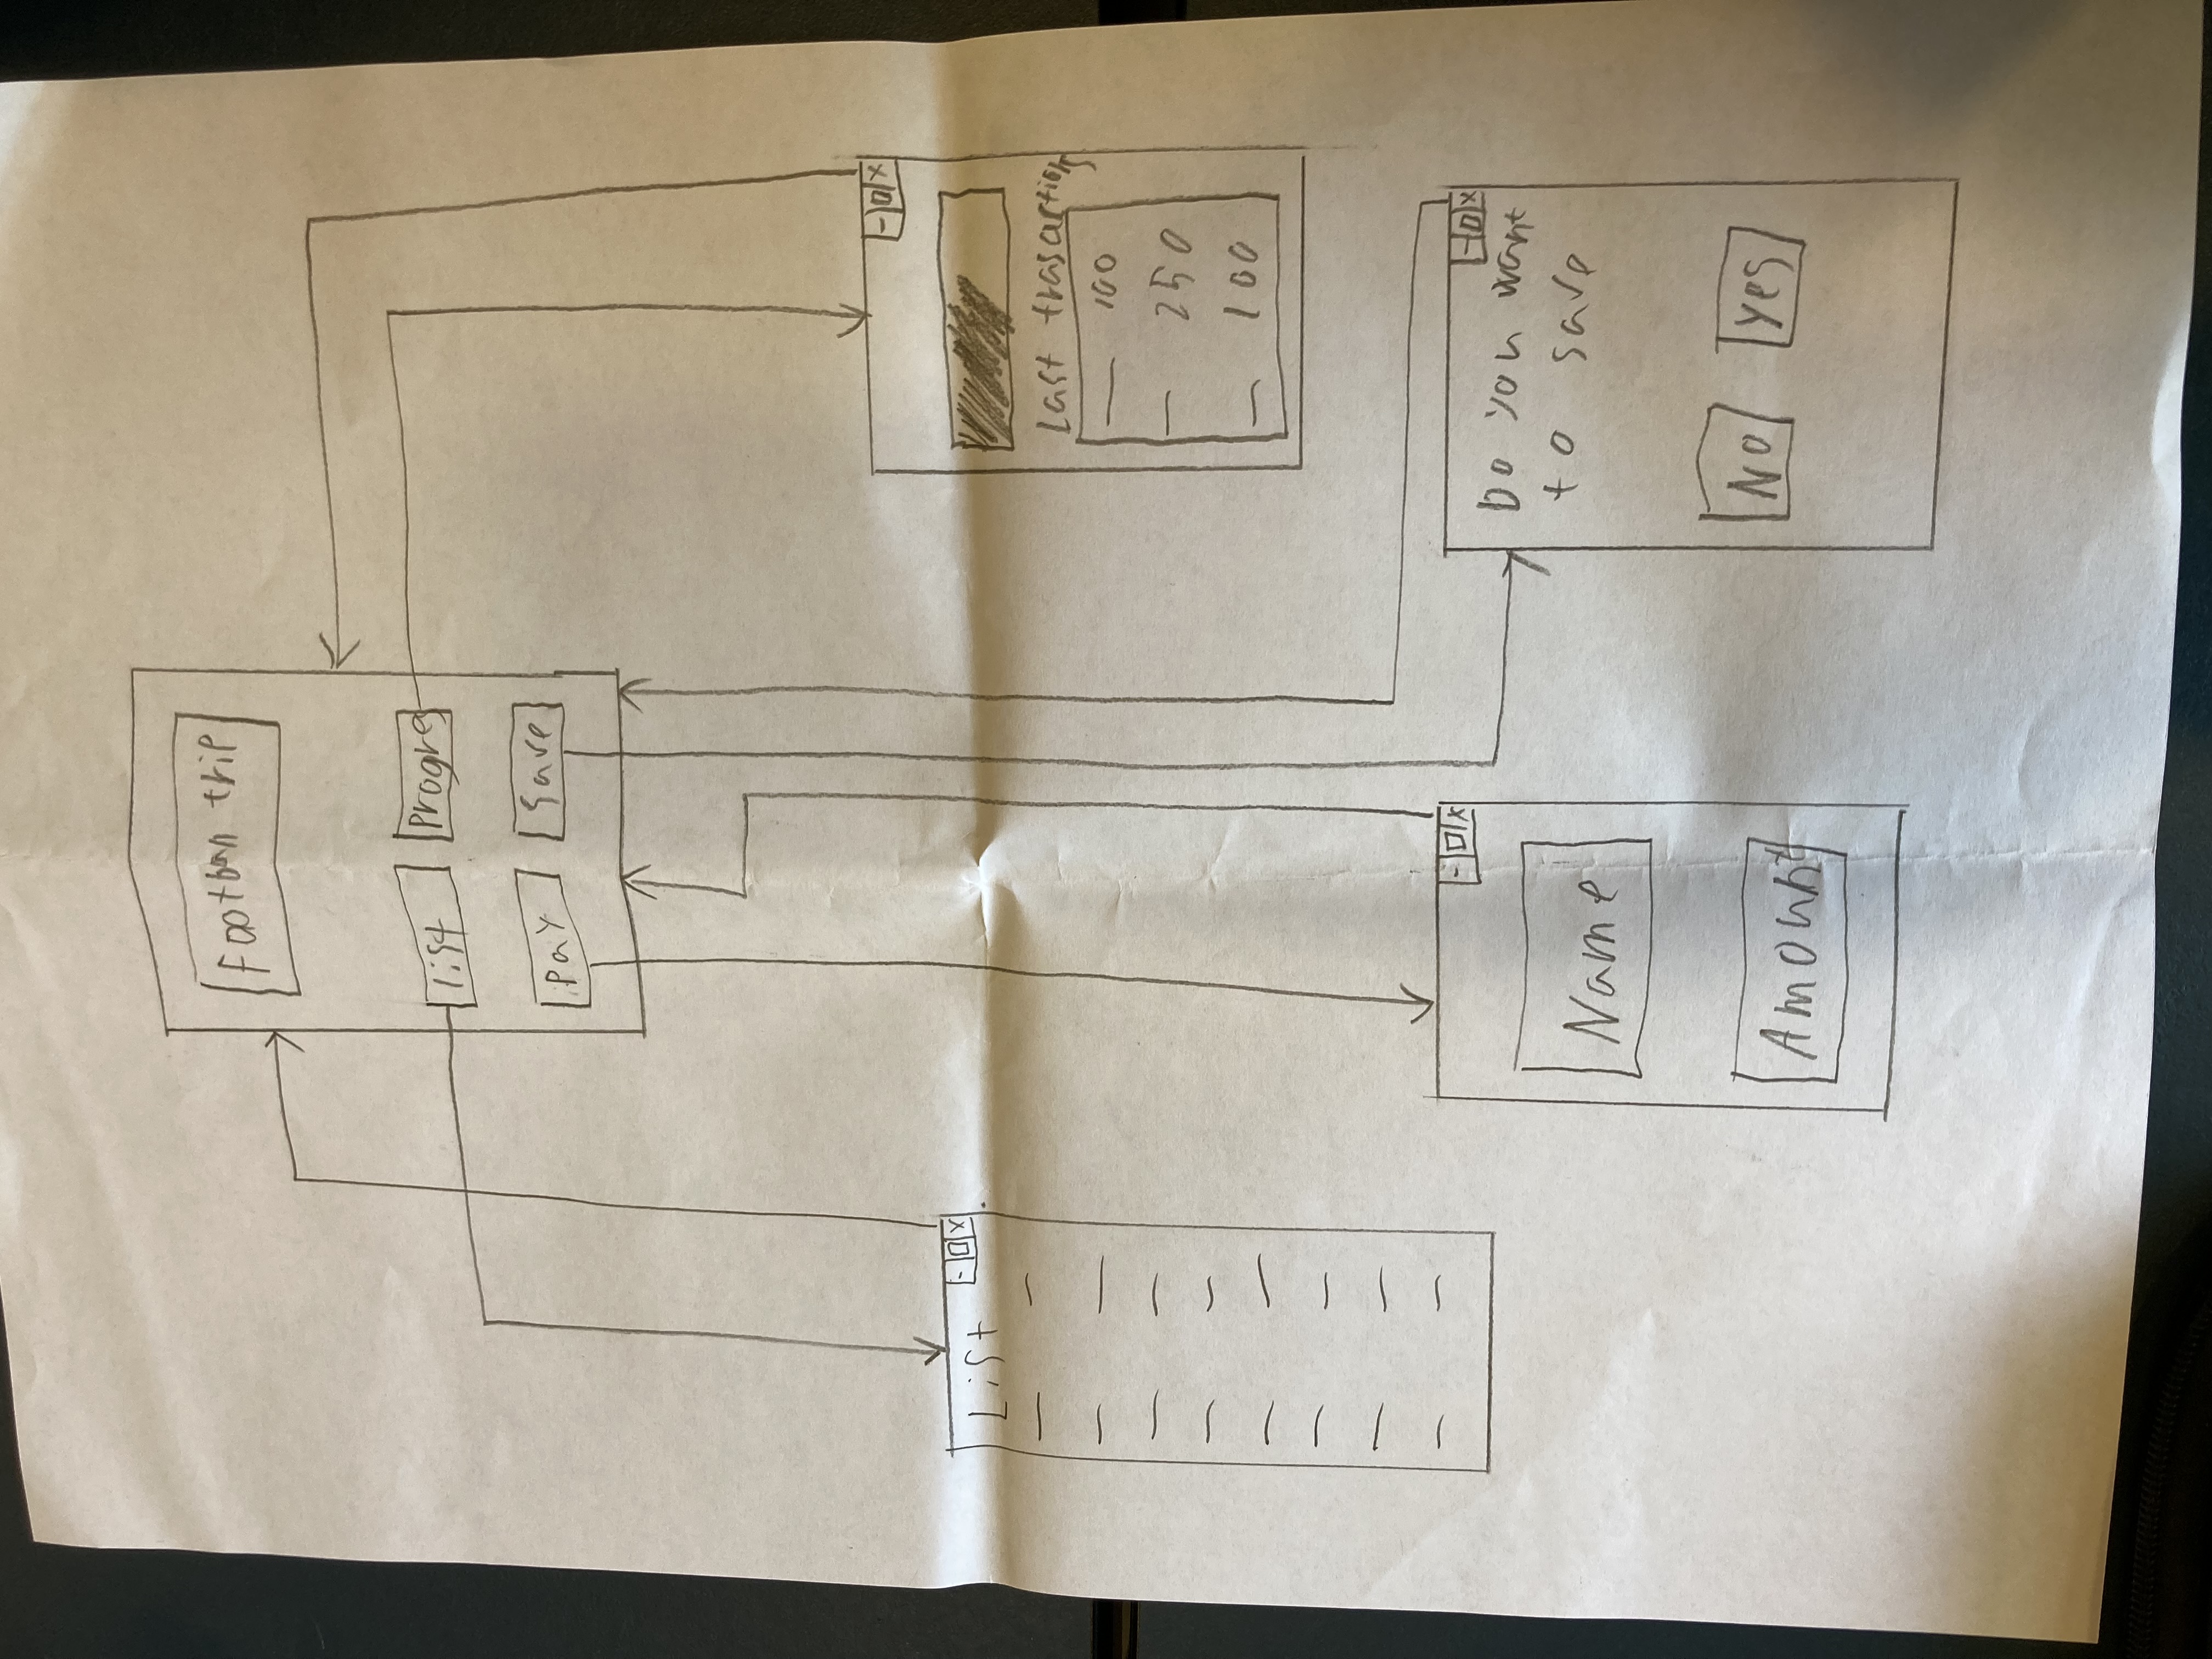 Football trip
list
Progres
Pay
Save
List
- □ x
- □ x
Last trasactions
100
250
100
- □ x
Name
Amount
- □ x
Do you want
to save
No
Yes